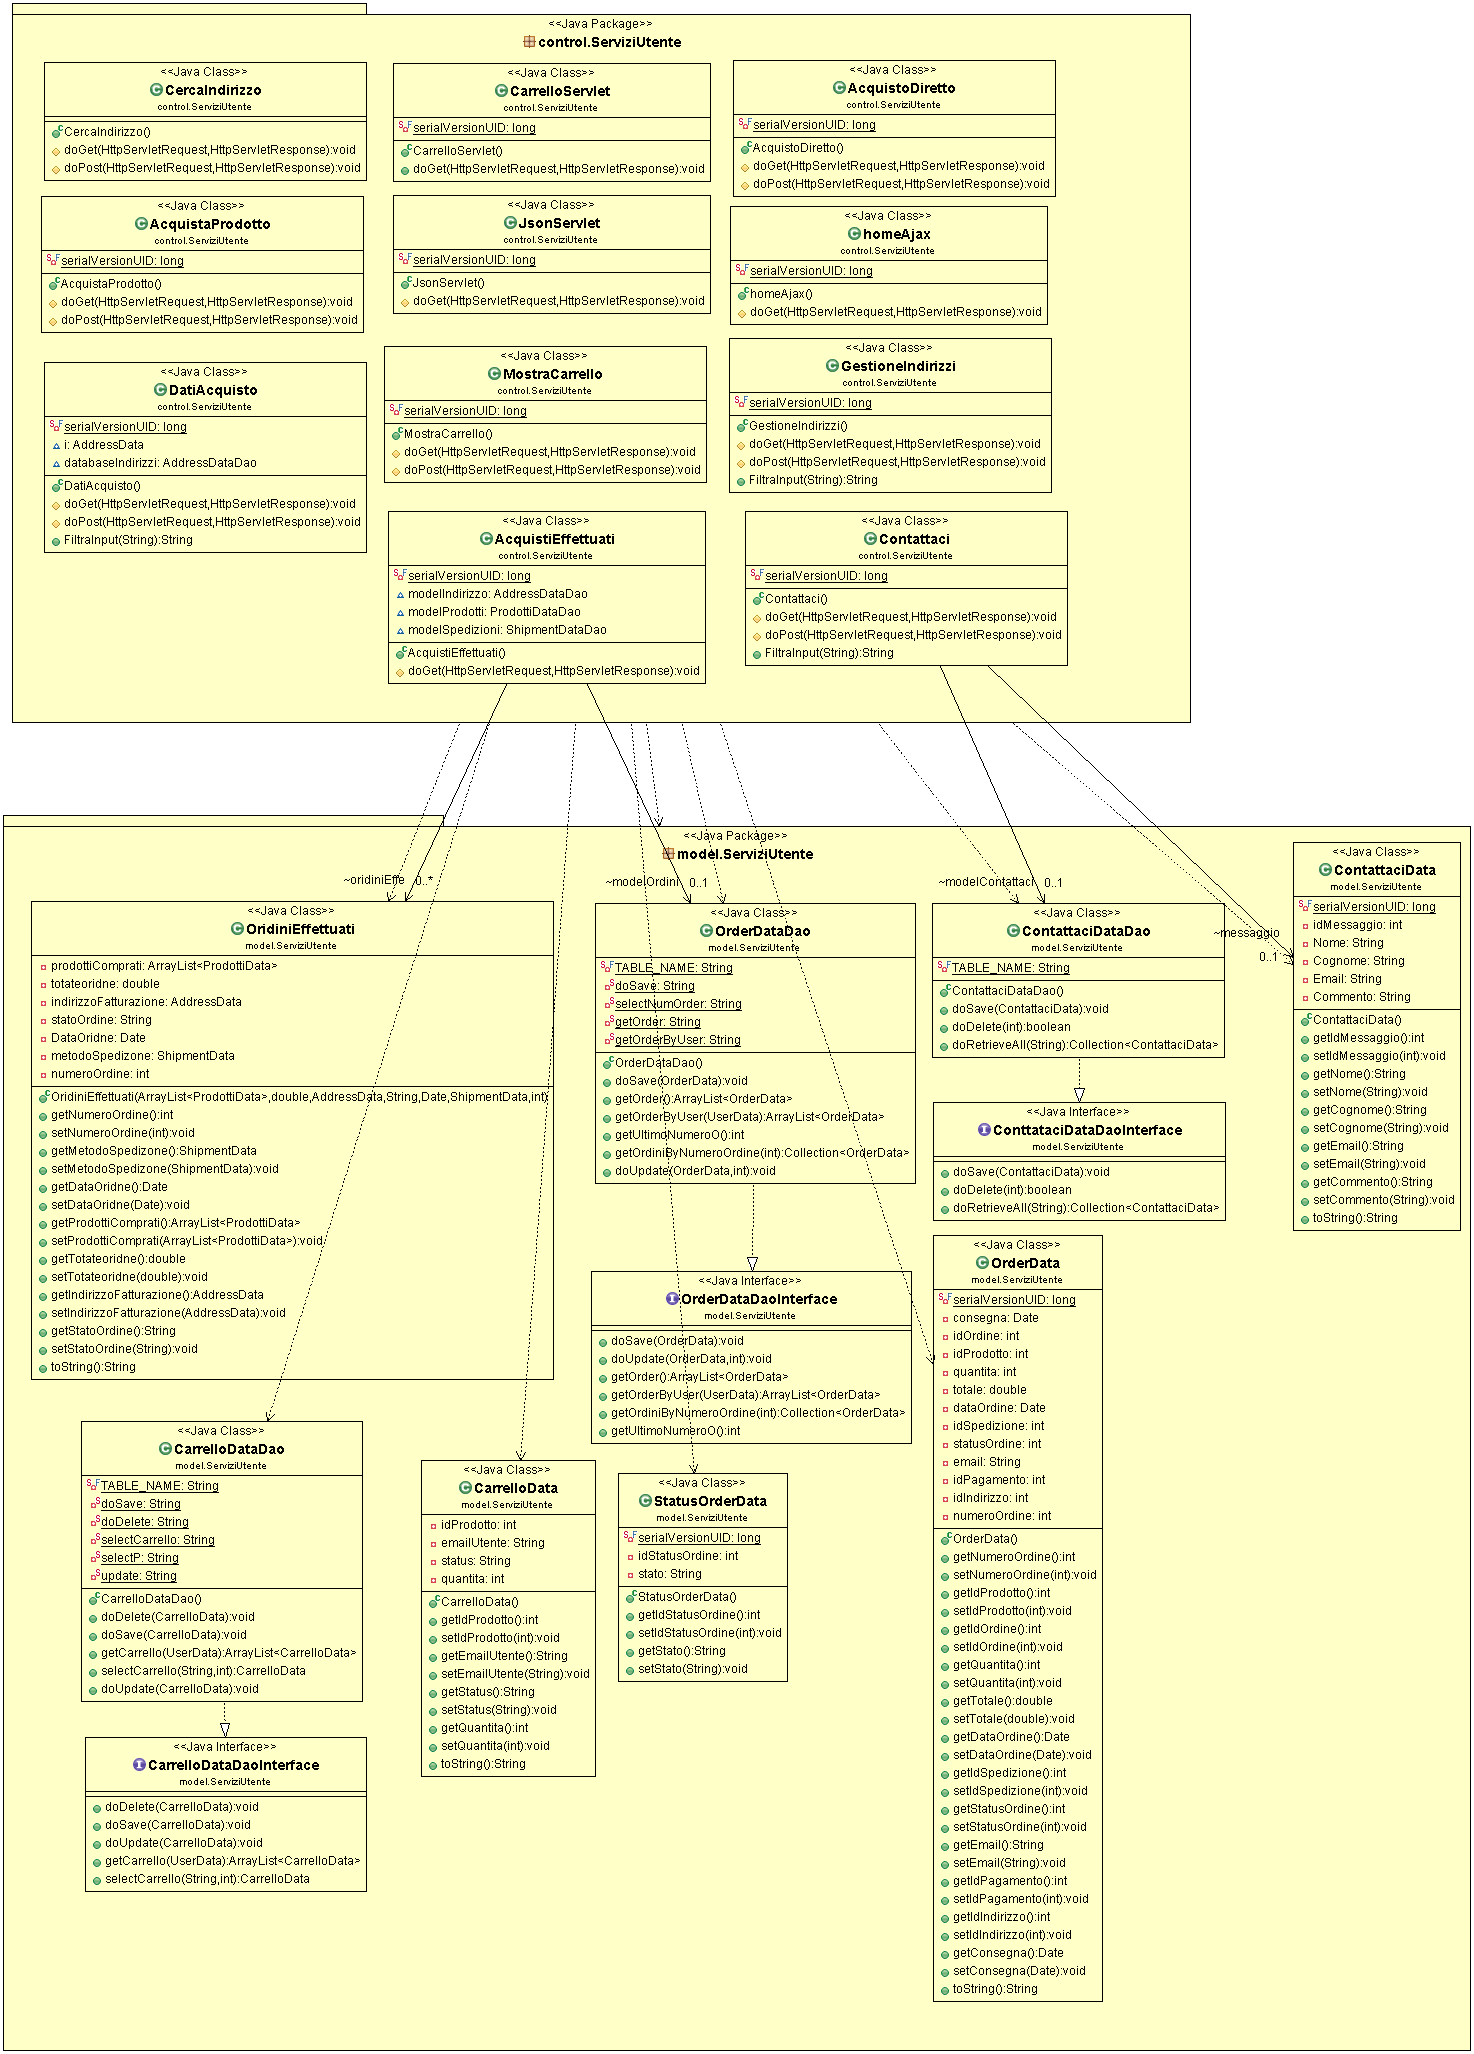 <<Java Package>>
control.ServiziUtente
<<Java Class>>
CercaIndirizzo
control.ServiziUtente
CercaIndirizzo()
doGet(HttpServletRequest,HttpServletResponse):void
doPost(HttpServletRequest,HttpServletResponse):void
<<Java Class>>
CarrelloServlet
control.ServiziUtente
serialVersionUID: long
CarrelloServlet()
doGet(HttpServletRequest,HttpServletResponse):void
<<Java Class>>
AcquistoDiretto
control.ServiziUtente
serialVersionUID: long
AcquistoDiretto()
doGet(HttpServletRequest,HttpServletResponse):void
doPost(HttpServletRequest,HttpServletResponse):void
<<Java Class>>
AcquistaProdotto
control.ServiziUtente
serialVersionUID: long
AcquistaProdotto()
doGet(HttpServletRequest,HttpServletResponse):void
doPost(HttpServletRequest,HttpServletResponse):void
<<Java Class>>
JsonServlet
control.ServiziUtente
serialVersionUID: long
JsonServlet()
doGet(HttpServletRequest,HttpServletResponse):void
<<Java Class>>
homeAjax
control.ServiziUtente
serialVersionUID: long
homeAjax()
doGet(HttpServletRequest,HttpServletResponse):void
<<Java Class>>
DatiAcquisto
control.ServiziUtente
serialVersionUID: long
i: AddressData
databaseIndirizzi: AddressDataDao
DatiAcquisto()
doGet(HttpServletRequest,HttpServletResponse):void
doPost(HttpServletRequest,HttpServletResponse):void
FiltraInput(String):String
<<Java Class>>
MostraCarrello
control.ServiziUtente
serialVersionUID: long
MostraCarrello()
doGet(HttpServletRequest,HttpServletResponse):void
doPost(HttpServletRequest,HttpServletResponse):void
<<Java Class>>
GestioneIndirizzi
control.ServiziUtente
serialVersionUID: long
GestioneIndirizzi()
doGet(HttpServletRequest,HttpServletResponse):void
doPost(HttpServletRequest,HttpServletResponse):void
FiltraInput(String):String
<<Java Class>>
AcquistiEffettuati
control.ServiziUtente
serialVersionUID: long
modelIndirizzo: AddressDataDao
modelProdotti: ProdottiDataDao
modelSpedizioni: ShipmentDataDao
AcquistiEffettuati()
doGet(HttpServletRequest,HttpServletResponse):void
<<Java Class>>
Contattaci
control.ServiziUtente
serialVersionUID: long
Contattaci()
doGet(HttpServletRequest,HttpServletResponse):void
doPost(HttpServletRequest,HttpServletResponse):void
FiltraInput(String):String
<<Java Package>>
model.ServiziUtente
~oridiniEffe 0..*
~modelOrdini 0..1
~modelContattaci 0..1
~messaggio
0..1
<<Java Class>>
OridiniEffettuati
model.ServiziUtente
prodottiComprati: ArrayList<ProdottiData>
totateoridne: double
indirizzoFatturazione: AddressData
statoOrdine: String
DataOridne: Date
metodoSpedizone: ShipmentData
numeroOrdine: int
OridiniEffettuati(ArrayList<ProdottiData>,double,AddressData,String,Date,ShipmentData,int)
getNumeroOrdine():int
setNumeroOrdine(int):void
getMetodoSpedizone():ShipmentData
setMetodoSpedizone(ShipmentData):void
getDataOridne():Date
setDataOridne(Date):void
getProdottiComprati():ArrayList<ProdottiData>
setProdottiComprati(ArrayList<ProdottiData>):void
getTotateoridne():double
setTotateoridne(double):void
getIndirizzoFatturazione():AddressData
setIndirizzoFatturazione(AddressData):void
getStatoOrdine():String
setStatoOrdine(String):void
toString():String
<<Java Class>>
OrderDataDao
model.ServiziUtente
TABLE_NAME: String
doSave: String
selectNumOrder: String
getOrder: String
getOrderByUser: String
OrderDataDao()
doSave(OrderData):void
getOrder():ArrayList<OrderData>
getOrderByUser(UserData):ArrayList<OrderData>
getUltimoNumeroO():int
getOrdiniByNumeroOrdine(int):Collection<OrderData>
doUpdate(OrderData,int):void
<<Java Class>>
ContattaciDataDao
model.ServiziUtente
TABLE_NAME: String
ContattaciDataDao()
doSave(ContattaciData):void
doDelete(int):boolean
doRetrieveAll(String):Collection<ContattaciData>
<<Java Class>>
ContattaciData
model.ServiziUtente
serialVersionUID: long
idMessaggio: int
Nome: String
Cognome: String
Email: String
Commento: String
ContattaciData()
getIdMessaggio():int
setIdMessaggio(int):void
getNome():String
setNome(String):void
getCognome():String
setCognome(String):void
getEmail():String
setEmail(String):void
getCommento():String
setCommento(String):void
toString():String
<<Java Interface>>
ConttataciDataDaoInterface
model.ServiziUtente
doSave(ContattaciData):void
doDelete(int):boolean
doRetrieveAll(String):Collection<ContattaciData>
<<Java Interface>>
OrderDataDaoInterface
model.ServiziUtente
doSave(OrderData):void
doUpdate(OrderData,int):void
getOrder():ArrayList<OrderData>
getOrderByUser(UserData):ArrayList<OrderData>
getOrdiniByNumeroOrdine(int):Collection<OrderData>
getUltimoNumeroO():int
<<Java Class>>
OrderData
model.ServiziUtente
serialVersionUID: long
consegna: Date
idOrdine: int
idProdotto: int
quantita: int
totale: double
dataOrdine: Date
idSpedizione: int
statusOrdine: int
email: String
idPagamento: int
idIndirizzo: int
numeroOrdine: int
OrderData()
getNumeroOrdine():int
setNumeroOrdine(int):void
getIdProdotto():int
setIdProdotto(int):void
getIdOrdine():int
setIdOrdine(int):void
getQuantita():int
setQuantita(int):void
getTotale():double
setTotale(double):void
getDataOrdine():Date
setDataOrdine(Date):void
getIdSpedizione():int
setIdSpedizione(int):void
getStatusOrdine():int
setStatusOrdine(int):void
getEmail():String
setEmail(String):void
getIdPagamento():int
setIdPagamento(int):void
getIdIndirizzo():int
setIdIndirizzo(int):void
getConsegna():Date
setConsegna(Date):void
toString():String
<<Java Class>>
CarrelloDataDao
model.ServiziUtente
TABLE_NAME: String
doSave: String
doDelete: String
selectCarrello: String
selectP: String
update: String
CarrelloDataDao()
doDelete(CarrelloData):void
doSave(CarrelloData):void
getCarrello(UserData):ArrayList<CarrelloData>
selectCarrello(String,int):CarrelloData
doUpdate(CarrelloData):void
<<Java Class>>
CarrelloData
model.ServiziUtente
idProdotto: int
emailUtente: String
status: String
quantita: int
CarrelloData()
getIdProdotto():int
setIdProdotto(int):void
getEmailUtente():String
setEmailUtente(String):void
getStatus():String
setStatus(String):void
getQuantita():int
setQuantita(int):void
toString():String
<<Java Class>>
StatusOrderData
model.ServiziUtente
serialVersionUID: long
idStatusOrdine: int
stato: String
StatusOrderData()
getIdStatusOrdine():int
setIdStatusOrdine(int):void
getStato():String
setStato(String):void
<<Java Interface>>
CarrelloDataDaoInterface
model.ServiziUtente
doDelete(CarrelloData):void
doSave(CarrelloData):void
doUpdate(CarrelloData):void
getCarrello(UserData):ArrayList<CarrelloData>
selectCarrello(String,int):CarrelloData